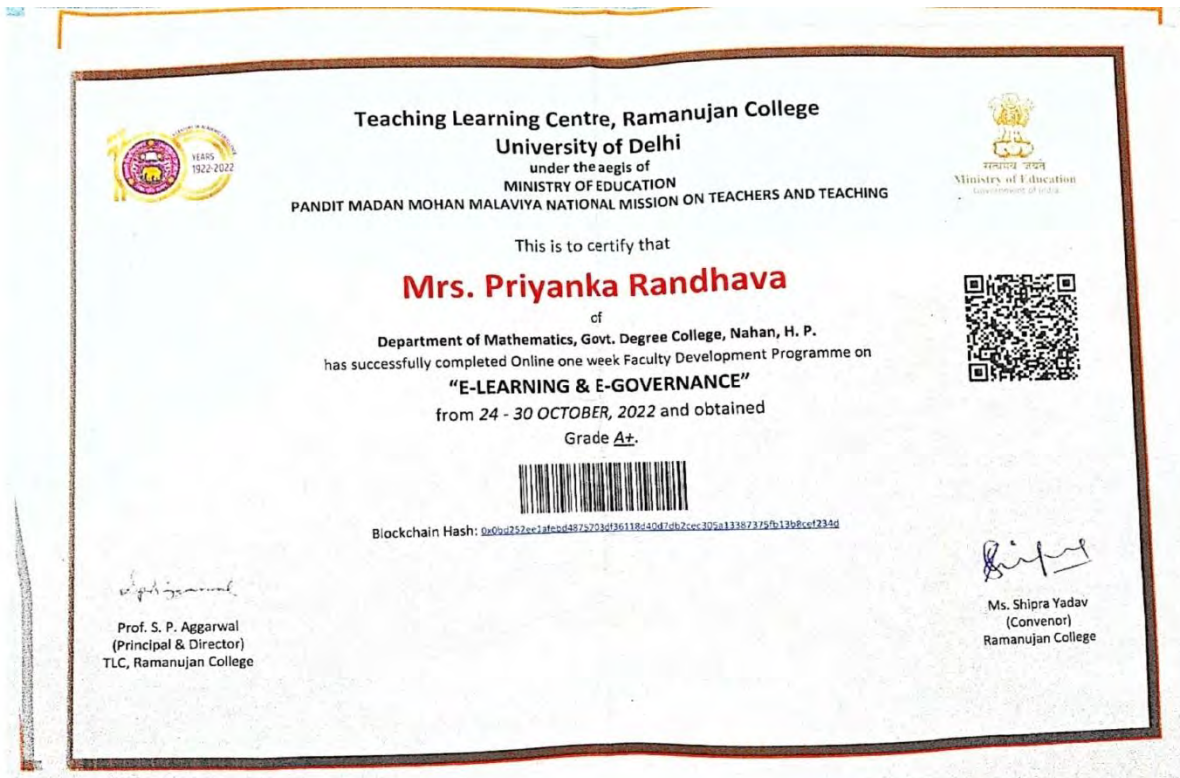 Teaching Learning Centre, Ramanujan College
University of Delhi
under the aegis of
MINISTRY OF EDUCATION
PANDIT MADAN MOHAN MALAVIYA NATIONAL MISSION ON TEACHERS AND TEACHING
YEARS
1922-2022
सत्यमेव जयते
Ministry of Education
Government of India
This is to certify that
Mrs. Priyanka Randhava
of
Department of Mathematics, Govt. Degree College, Nahan, H. P.
has successfully completed Online one week Faculty Development Programme on
"E-LEARNING & E-GOVERNANCE"
from 24 - 30 OCTOBER, 2022 and obtained
Grade A+.
Blockchain Hash:
Prof. S. P. Aggarwal
(Principal & Director)
TLC, Ramanujan College
Ms. Shipra Yadav
(Convenor)
Ramanujan College